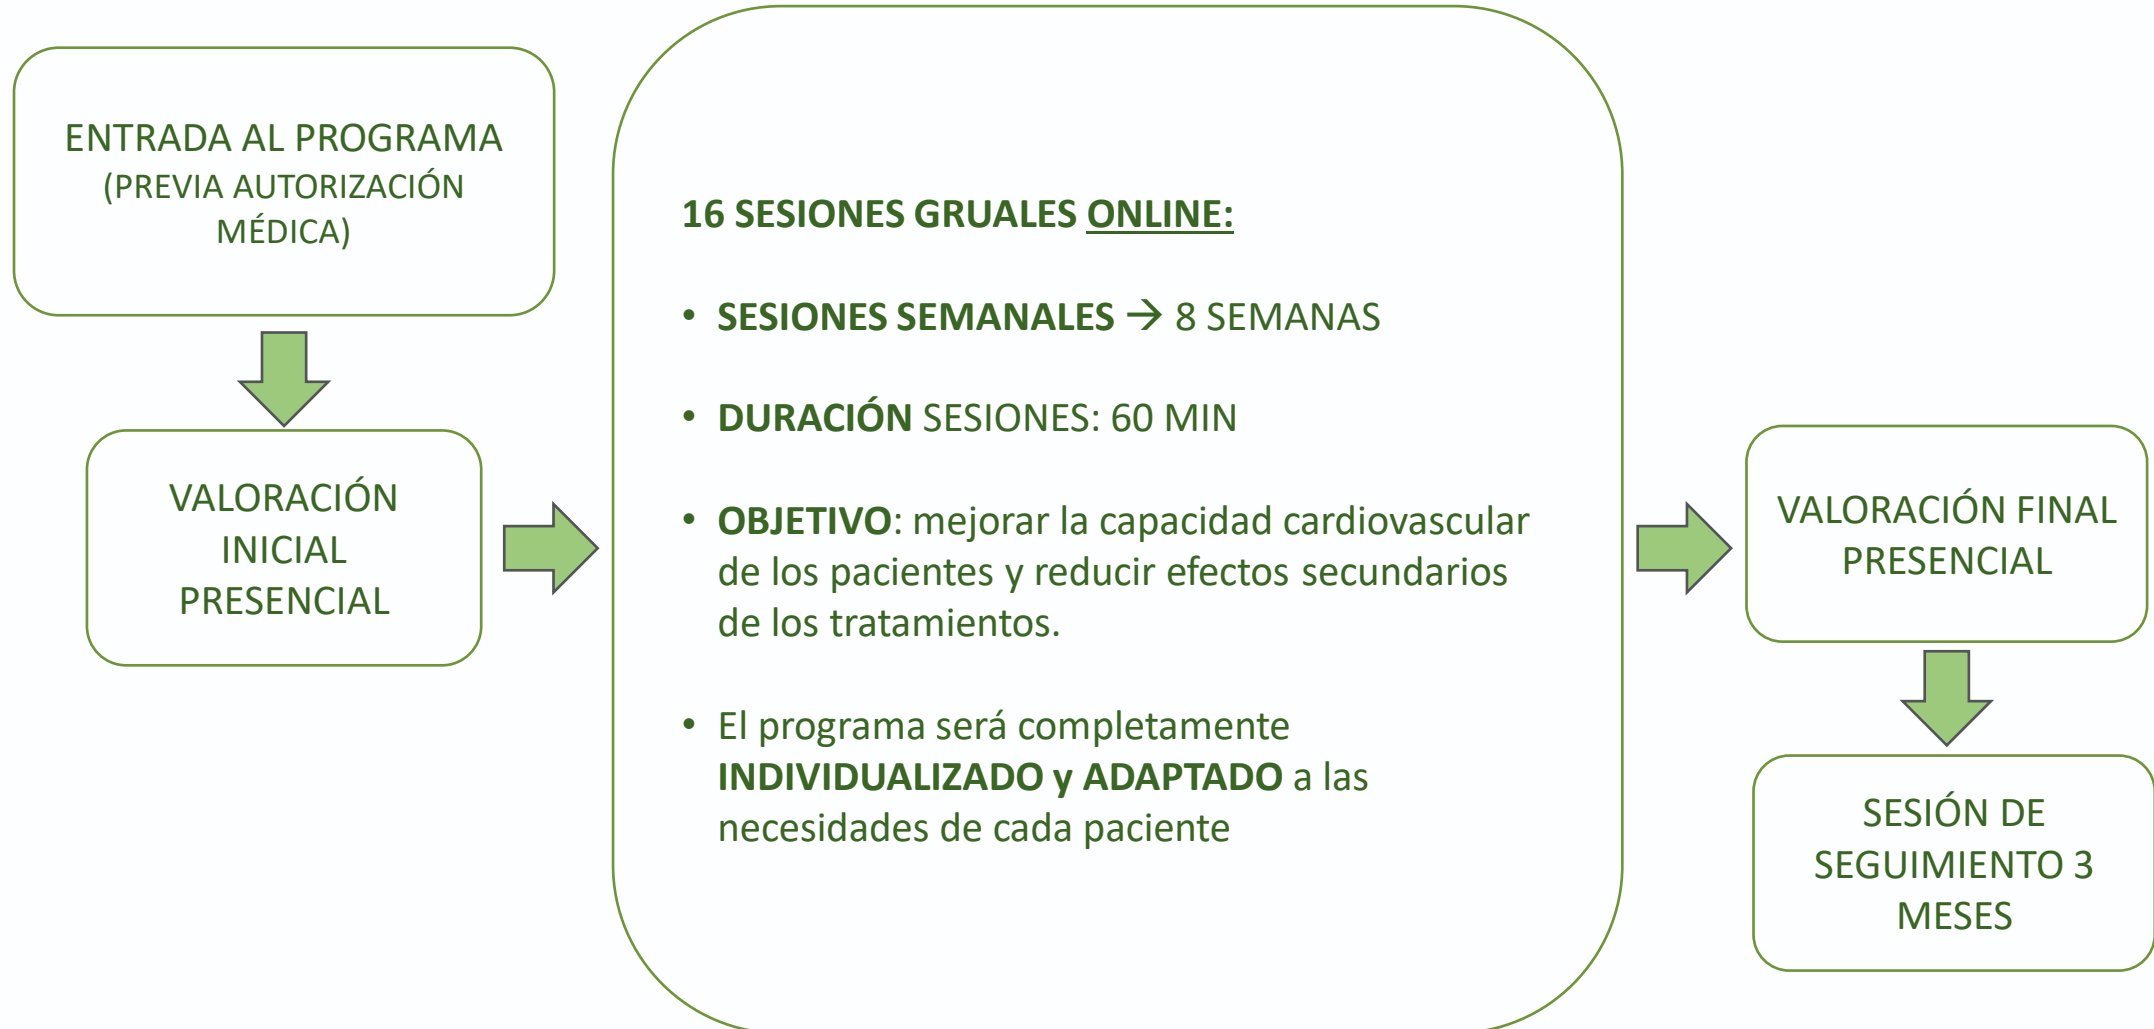 ENTRADA AL PROGRAMA
(PREVIA AUTORIZACIÓN
MÉDICA)
VALORACIÓN
INICIAL
PRESENCIAL
16 SESIONES GRUALES ONLINE:
• SESIONES SEMANALES → 8 SEMANAS
• DURACIÓN SESIONES: 60 MIN
• OBJETIVO: mejorar la capacidad cardiovascular
de los pacientes y reducir efectos secundarios
de los tratamientos.
• El programa será completamente
INDIVIDUALIZADO y ADAPTADO a las
necesidades de cada paciente
VALORACIÓN FINAL
PRESENCIAL
SESIÓN DE
SEGUIMIENTO 3
MESES